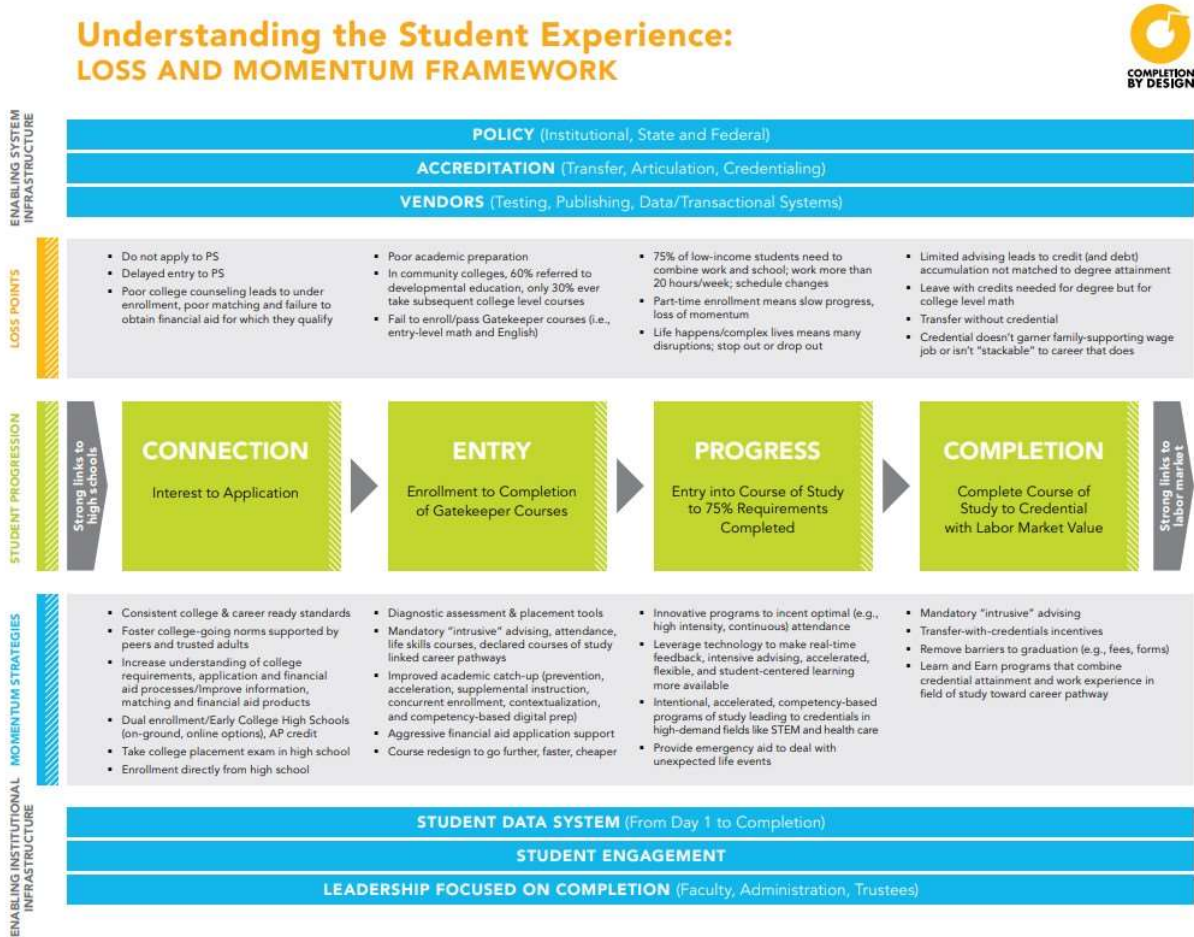 Understanding the Student Experience:
LOSS AND MOMENTUM FRAMEWORK
COMPLETION
BY DESIGN
ENABLING SYSTEM
INFRASTRUCTURE
POLICY (Institutional, State and Federal)
ACCREDITATION (Transfer, Articulation, Credentialing)
VENDORS (Testing, Publishing, Data/Transactional Systems)
LOSS POINTS
▪ Do not apply to PS
▪ Delayed entry to PS
▪ Poor college counseling leads to under
enrollment, poor matching and failure to
obtain financial aid for which they qualify
▪ Poor academic preparation
▪ In community colleges, 60% referred to
developmental education, only 30% ever
take subsequent college level courses
▪ Fail to enroll/pass Gatekeeper courses (i.e.,
entry-level math and English)
▪ 75% of low-income students need to
combine work and school; work more than
20 hours/week; schedule changes
▪ Part-time enrollment means slow progress,
loss of momentum
▪ Life happens/complex lives means many
disruptions; stop out or drop out
▪ Limited advising leads to credit (and debt)
accumulation not matched to degree attainment
▪ Leave with credits needed for degree but for
college level math
▪ Transfer without credential
▪ Credential doesn't garner family-supporting wage
job or isn't "stackable" to career that does
STUDENT PROGRESSION
Strong links to
high schools
CONNECTION
Interest to Application
ENTRY
Enrollment to Completion
of Gatekeeper Courses
PROGRESS
Entry into Course of Study
to 75% Requirements
Completed
COMPLETION
Complete Course of
Study to Credential
with Labor Market Value
Strong links to
labor market
MOMENTUM STRATEGIES
▪ Consistent college & career ready standards
▪ Foster college-going norms supported by
peers and trusted adults
▪ Increase understanding of college
requirements, application and financial
aid processes/Improve information,
matching and financial aid products
▪ Dual enrollment/Early College High Schools
(on-ground, online options), AP credit
▪ Take college placement exam in high school
▪ Enrollment directly from high school
▪ Diagnostic assessment & placement tools
▪ Mandatory "intrusive" advising, attendance,
life skills courses, declared courses of study
linked career pathways
▪ Improved academic catch-up (prevention,
acceleration, supplemental instruction,
concurrent enrollment, contextualization,
and competency-based digital prep)
▪ Aggressive financial aid application support
▪ Course redesign to go further, faster, cheaper
▪ Innovative programs to incent optimal (e.g.,
high intensity, continuous) attendance
▪ Leverage technology to make real-time
feedback, intensive advising, accelerated,
flexible, and student-centered learning
more available
▪ Intentional, accelerated, competency-based
programs of study leading to credentials in
high-demand fields like STEM and health care
▪ Provide emergency aid to deal with
unexpected life events
▪ Mandatory "intrusive" advising
▪ Transfer-with-credentials incentives
▪ Remove barriers to graduation (e.g., fees, forms)
▪ Learn and Earn programs that combine
credential attainment and work experience in
field of study toward career pathway
ENABLING INSTITUTIONAL
INFRASTRUCTURE
STUDENT DATA SYSTEM (From Day 1 to Completion)
STUDENT ENGAGEMENT
LEADERSHIP FOCUSED ON COMPLETION (Faculty, Administration, Trustees)